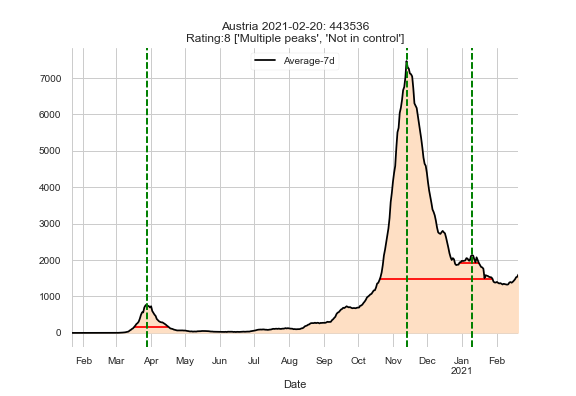 Austria 2021-02-20: 443536
Rating:8 ['Multiple peaks', 'Not in control']
Average-7d
7000
6000
5000
4000
3000
2000
1000
0
Feb Mar Apr May Jun Jul Aug Sep Oct Nov Dec Jan Feb
2021
Date